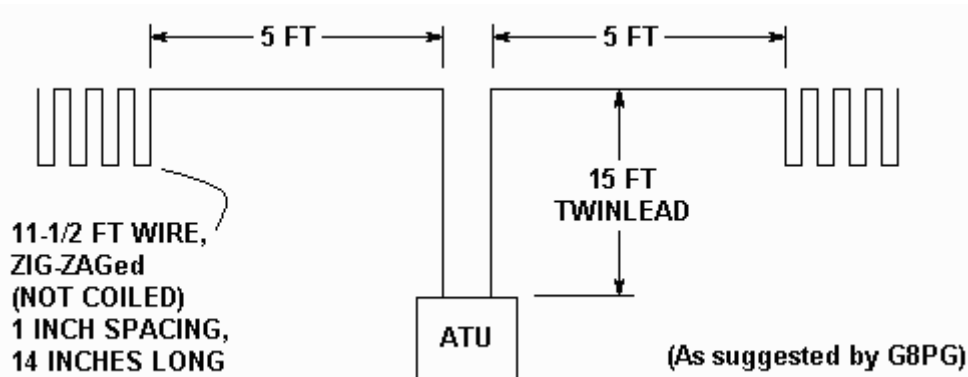 5 FT
5 FT
15 FT
TWINLEAD
11-1/2 FT WIRE,
ZIG-ZAGed
(NOT COILED)
1 INCH SPACING,
14 INCHES LONG
ATU
(As suggested by G8PG)